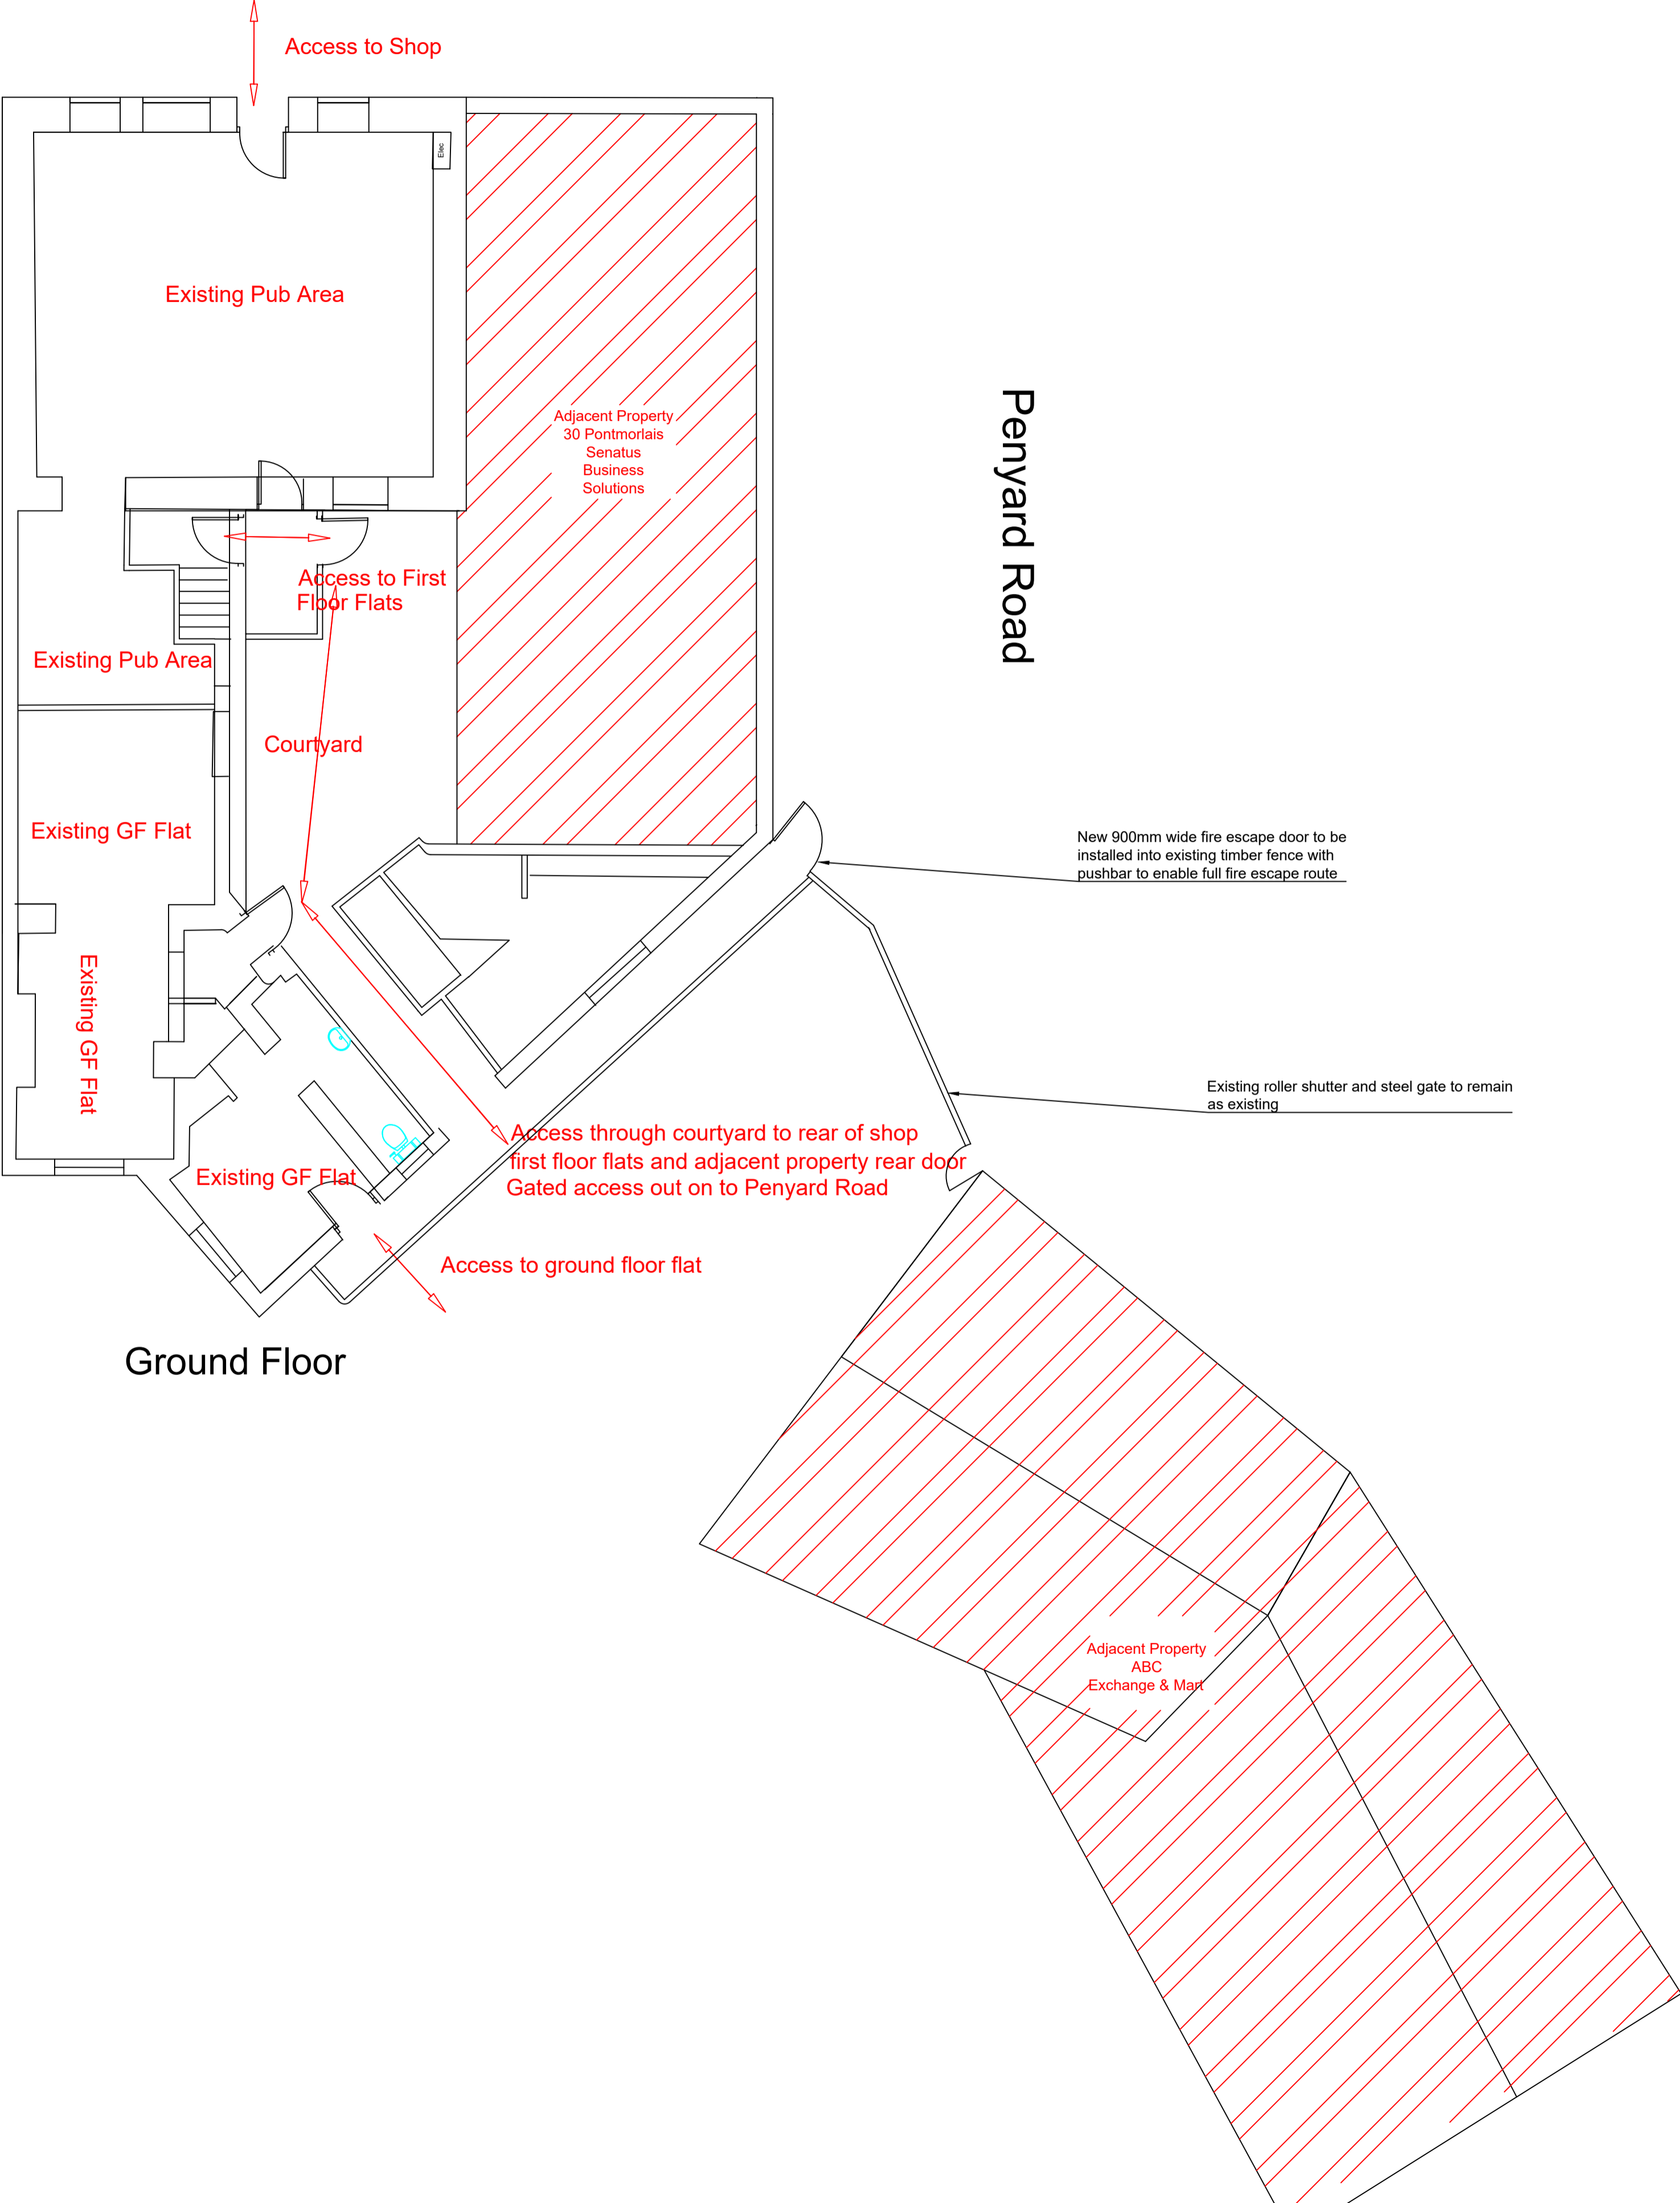 Access to Shop
Elec
Existing Pub Area
Adjacent Property
30 Pontmorlais
Senatus
Business
Solutions
Penyard Road
Access to First
Floor Flats
Existing Pub Area
Courtyard
Existing GF Flat
New 900mm wide fire escape door to be
installed into existing timber fence with
pushbar to enable full fire escape route
Existing GF Flat
Existing roller shutter and steel gate to remain
as existing
Access through courtyard to rear of shop
first floor flats and adjacent property rear door
Gated access out on to Penyard Road
Existing GF Flat
Access to ground floor flat
Ground Floor
Adjacent Property
ABC
Exchange & Mart